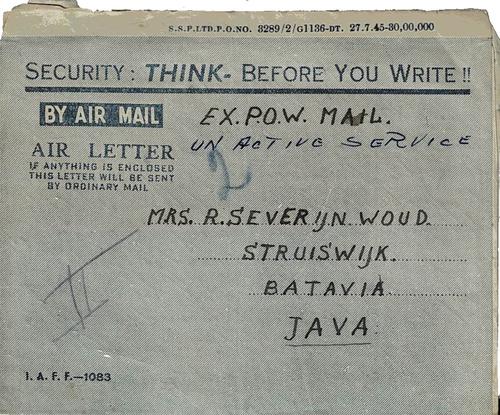 S.S.P.LTD.P.O.NO. 3289/2/G1136-DT. 27.7.45-30,00,000
SECURITY: THINK- BEFORE YOU WRITE!!
BY AIR MAIL
EX.P.O.W. MAIL.
UN ACTIVE SERVICE
AIR LETTER
IF ANYTHING IS ENCLOSED
THIS LETTER WILL BE SENT
BY ORDINARY MAIL
2
MRS. R. SEVERIJN WOUD.
STRUISWIJK.
BATAVIA
JAVA
II
I.A.F.F.-1083